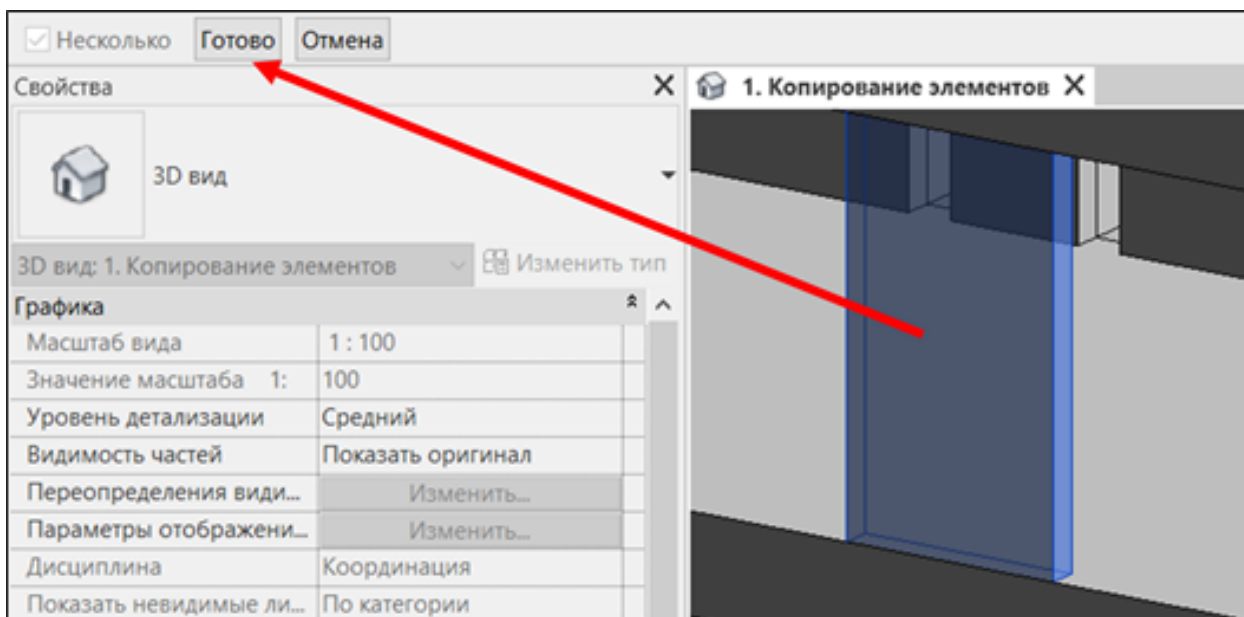 Несколько Готово Отмена
Свойства
1. Копирование элементов
3D вид
3D вид: 1. Копирование элементов Изменить тип
Графика
Масштаб вида 1 : 100
Значение масштаба 1: 100
Уровень детализации Средний
Видимость частей Показать оригинал
Переопределения види... Изменить...
Параметры отображени... Изменить...
Дисциплина Координация
Показать невидимые ли... По категории